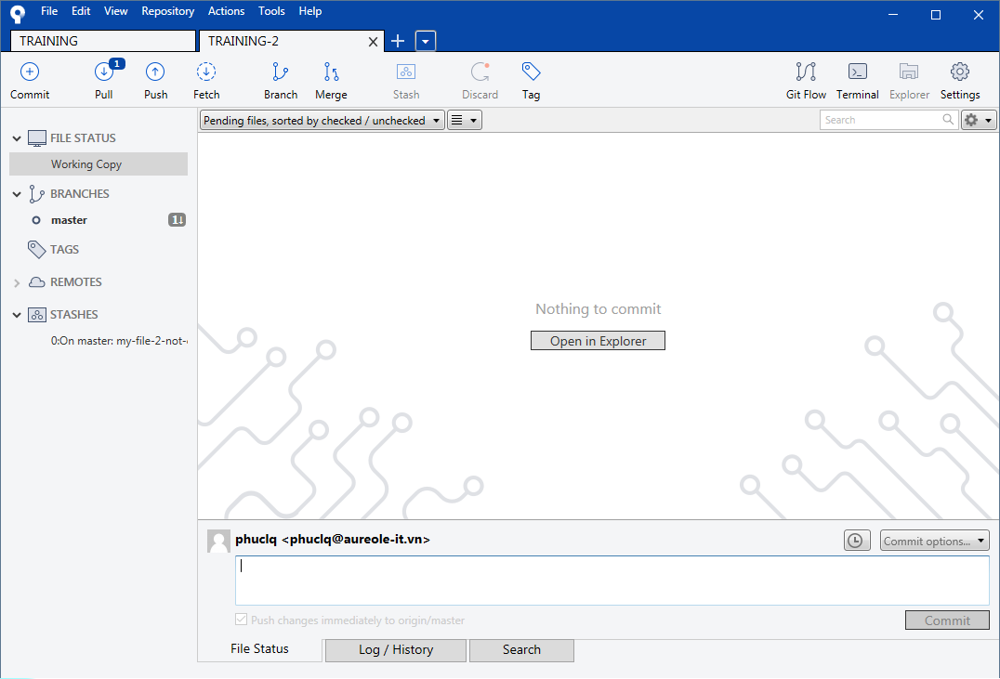 File Edit View Repository Actions Tools Help
TRAINING TRAINING-2
1
Commit Pull Push Fetch Branch Merge Stash Discard Tag Git Flow Terminal Explorer Settings
Pending files, sorted by checked / unchecked Search
FILE STATUS
Working Copy
BRANCHES
master 1↓
TAGS
REMOTES
STASHES
0:On master: my-file-2-not-
Nothing to commit
Open in Explorer
phuclq <phuclq@aureole-it.vn> Commit options...
Push changes immediately to origin/master Commit
File Status Log / History Search